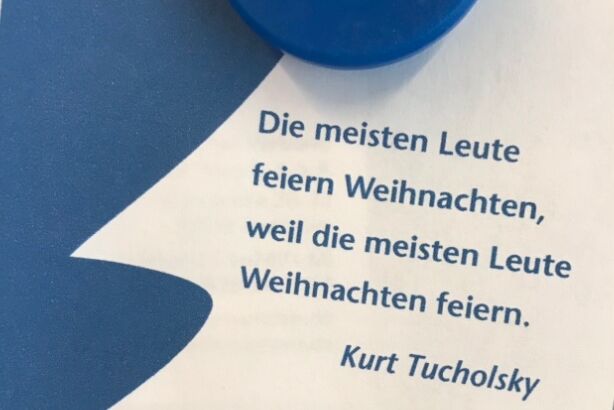 Die meisten Leute
feiern Weihnachten,
weil die meisten Leute
Weihnachten feiern.
Kurt Tucholsky